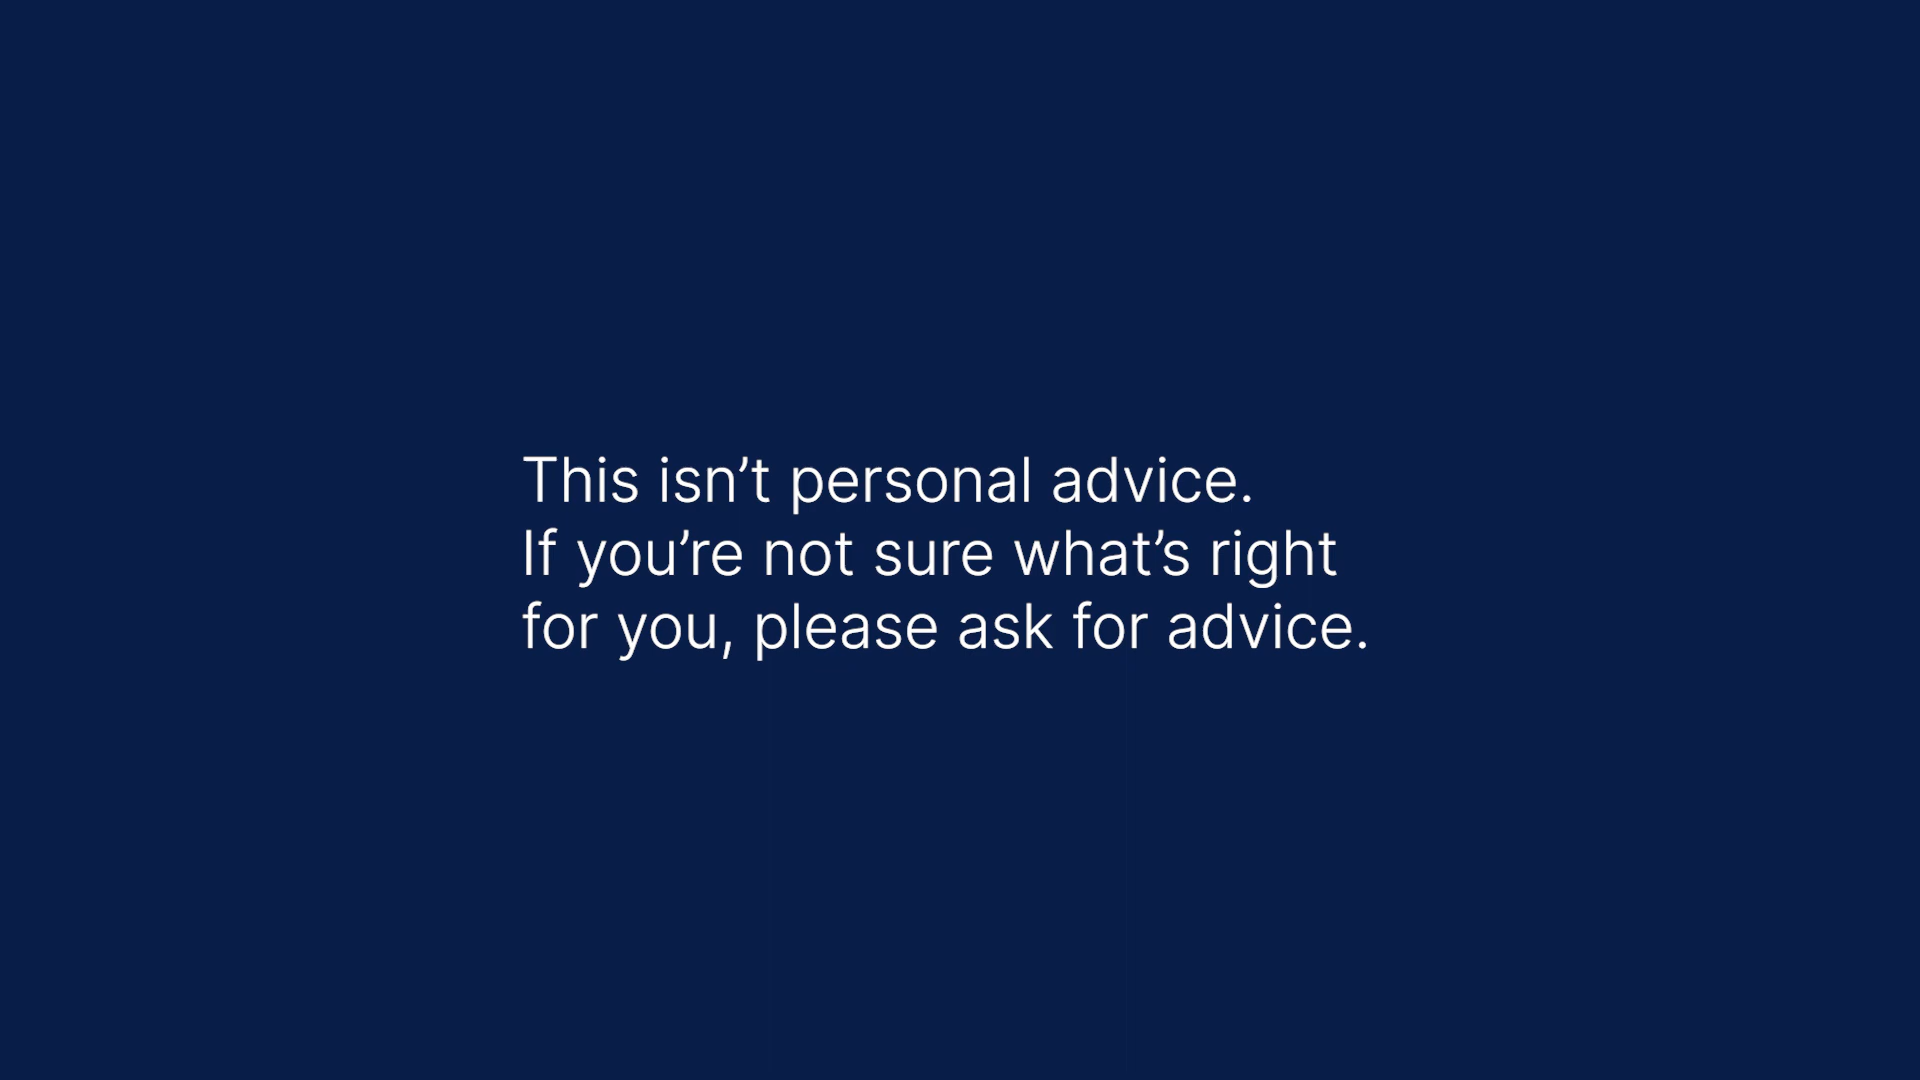 This isn’t personal advice.
If you’re not sure what’s right
for you, please ask for advice.